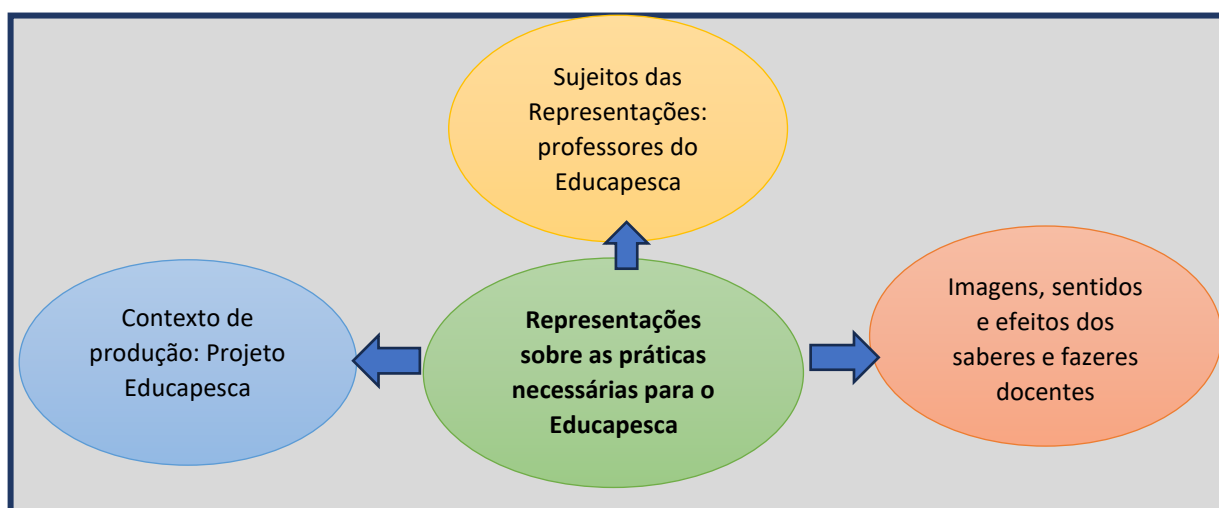 Sujeitos das
Representações:
professores do
Educapesca
Contexto de
produção: Projeto
Educapesca
Representações
sobre as práticas
necessárias para o
Educapesca
Imagens, sentidos
e efeitos dos
saberes e fazeres
docentes